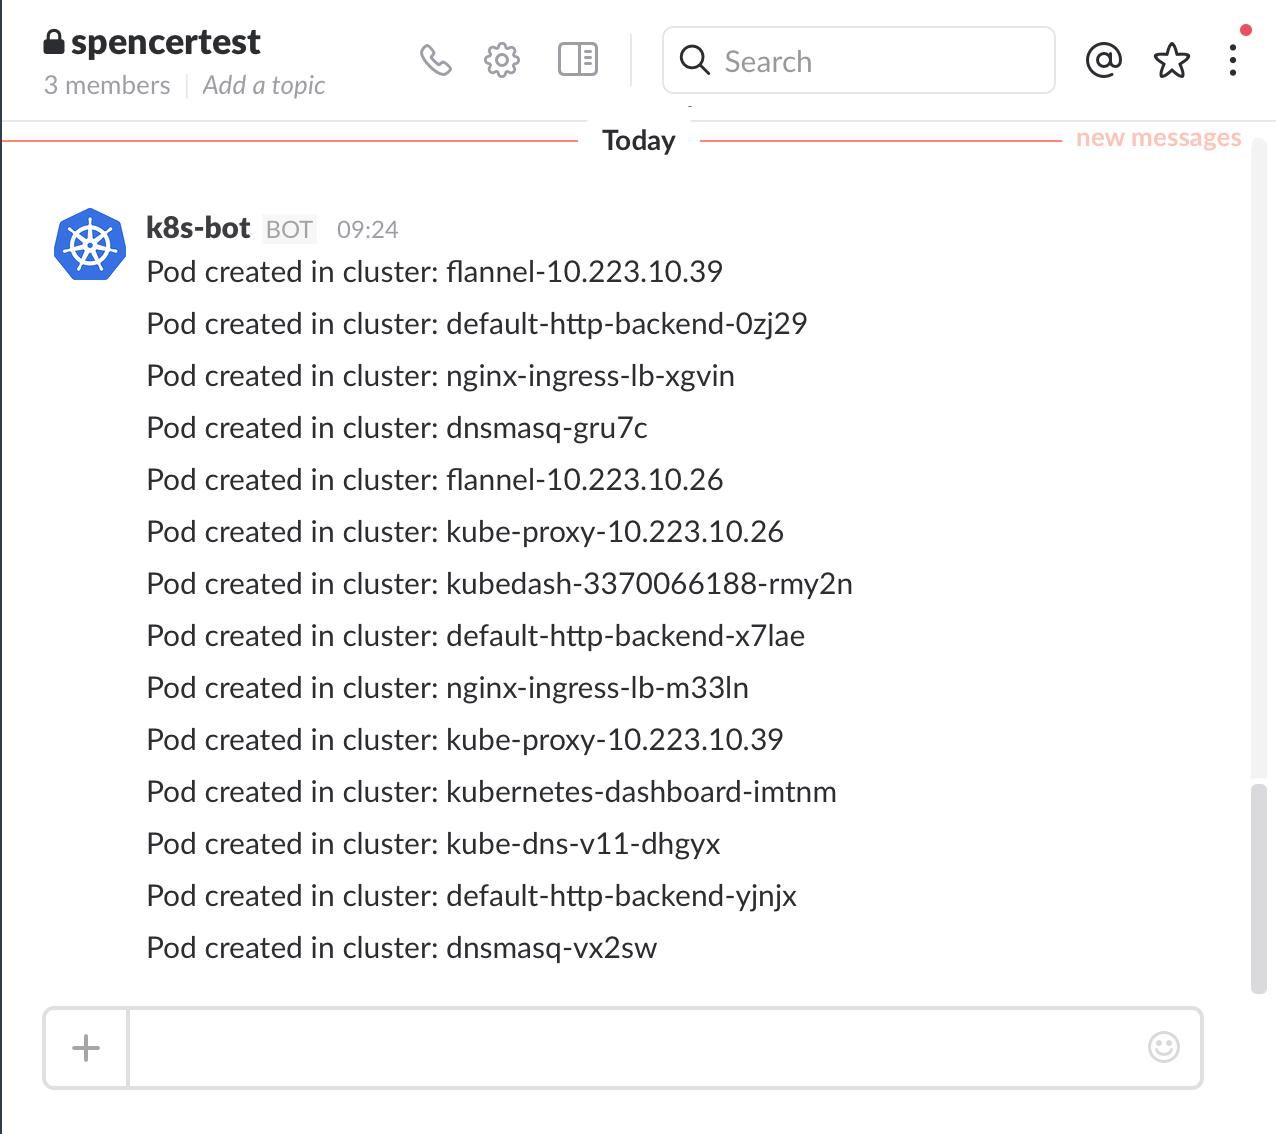 spencertest
3 members Add a topic
Search
Today
new messages
k8s-bot BOT 09:24
Pod created in cluster: flannel-10.223.10.39
Pod created in cluster: default-http-backend-0zj29
Pod created in cluster: nginx-ingress-lb-xgvin
Pod created in cluster: dnsmasq-gru7c
Pod created in cluster: flannel-10.223.10.26
Pod created in cluster: kube-proxy-10.223.10.26
Pod created in cluster: kubedash-3370066188-rmy2n
Pod created in cluster: default-http-backend-x7lae
Pod created in cluster: nginx-ingress-lb-m33ln
Pod created in cluster: kube-proxy-10.223.10.39
Pod created in cluster: kubernetes-dashboard-imtnm
Pod created in cluster: kube-dns-v11-dhgyx
Pod created in cluster: default-http-backend-yjnjx
Pod created in cluster: dnsmasq-vx2sw